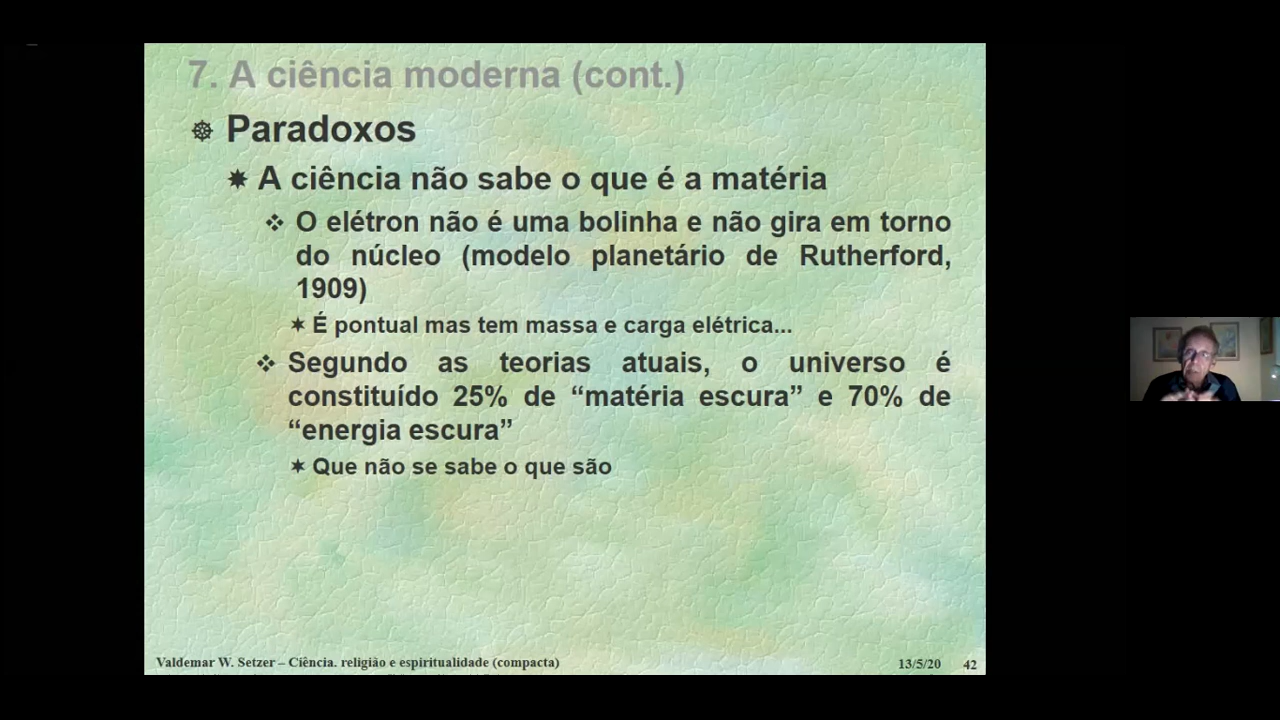 7. A ciência moderna (cont.)
Paradoxos
A ciência não sabe o que é a matéria
O elétron não é uma bolinha e não gira em torno
do núcleo (modelo planetário de Rutherford,
1909)
É pontual mas tem massa e carga elétrica...
Segundo as teorias atuais, o universo é
constituído 25% de “matéria escura” e 70% de
“energia escura”
Que não se sabe o que são
Valdemar W. Setzer – Ciência. religião e espiritualidade (compacta)
13/5/20 42